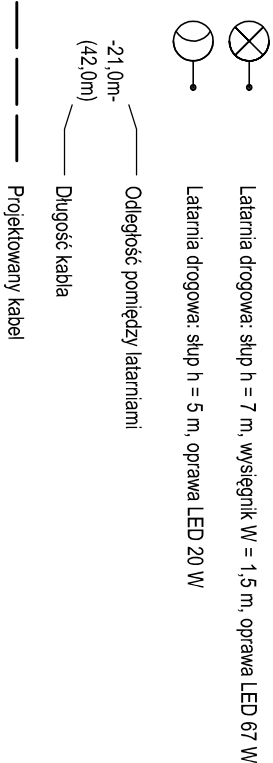 Latarnia drogowa: słup h = 7 m, wysięgnik W = 1,5 m, oprawa LED 67 W
Latarnia drogowa: słup h = 5 m, oprawa LED 20 W
Odległość pomiędzy latarniami
-21,0m-
(42,0m)
Długość kabla
Projektowany kabel